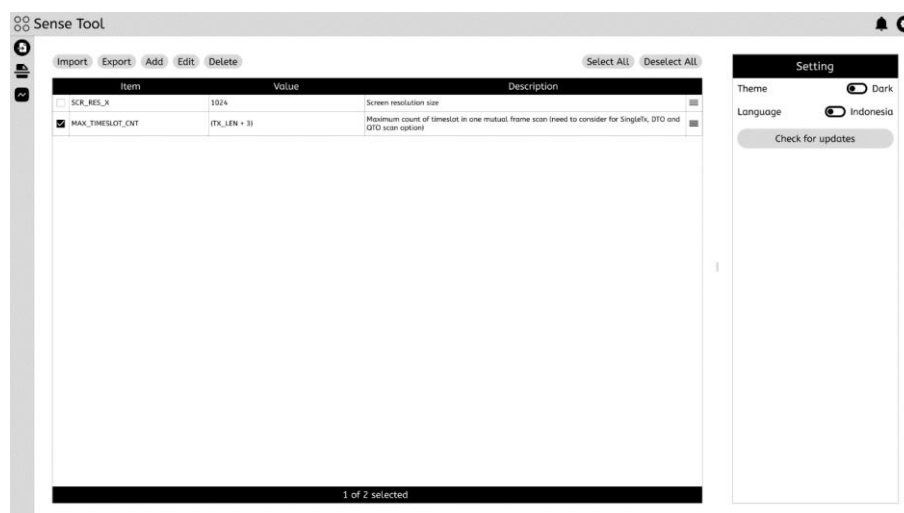 Sense Tool
Import Export Add Edit Delete
Select All Deselect All
Item Value Description
SCR_RES_X 1024 Screen resolution size
MAX_TIMESLOT_CNT (TX_LEN + 3) Maximum count of timeslot in one mutual frame scan (need to consider for SingleTx, DTO and
QTO scan option)
1 of 2 selected
Setting
Theme Dark
Language Indonesia
Check for updates